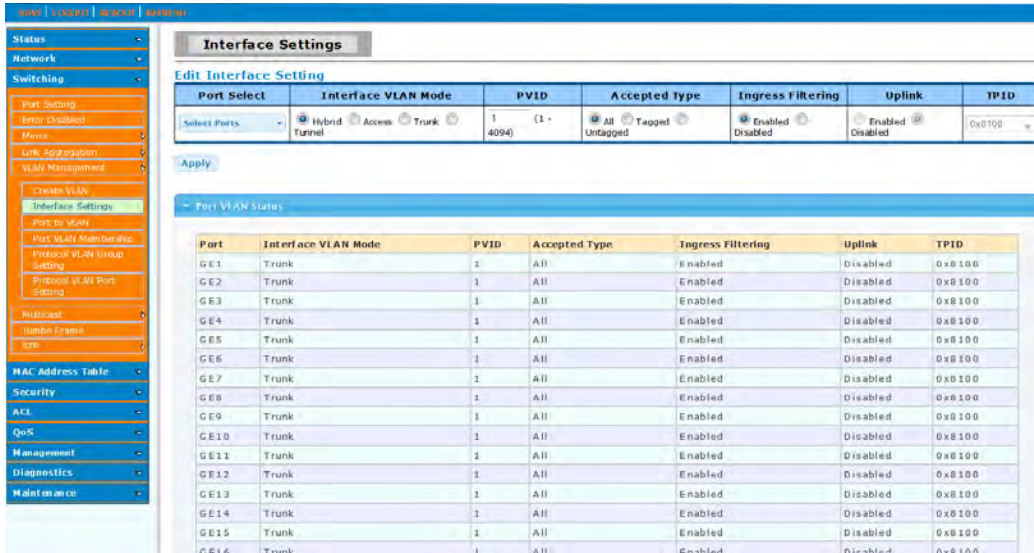 SAVE | LOGOUT | REBOOT | REFRESH
Status
Network
Switching
Port Setting
Error Disabled
Mirror
Link Aggregation
VLAN Management
Create VLAN
Interface Settings
Port to VLAN
Port VLAN Membership
Protocol VLAN Group
Setting
Protocol VLAN Port
Setting
Multicast
Jumbo Frame
STP
MAC Address Table
Security
ACL
QoS
Management
Diagnostics
Maintenance
Interface Settings
Edit Interface Setting
Port Select Interface VLAN Mode PVID Accepted Type Ingress Filtering Uplink TPID
Select Ports Hybrid Access Trunk Tunnel 1 (1 - 4094) All Tagged Untagged Enabled Disabled Enabled Disabled 0x8100
Apply
Port VLAN Status
Port Interface VLAN Mode PVID Accepted Type Ingress Filtering Uplink TPID
GE1 Trunk 1 All Enabled Disabled 0x8100
GE2 Trunk 1 All Enabled Disabled 0x8100
GE3 Trunk 1 All Enabled Disabled 0x8100
GE4 Trunk 1 All Enabled Disabled 0x8100
GE5 Trunk 1 All Enabled Disabled 0x8100
GE6 Trunk 1 All Enabled Disabled 0x8100
GE7 Trunk 1 All Enabled Disabled 0x8100
GE8 Trunk 1 All Enabled Disabled 0x8100
GE9 Trunk 1 All Enabled Disabled 0x8100
GE10 Trunk 1 All Enabled Disabled 0x8100
GE11 Trunk 1 All Enabled Disabled 0x8100
GE12 Trunk 1 All Enabled Disabled 0x8100
GE13 Trunk 1 All Enabled Disabled 0x8100
GE14 Trunk 1 All Enabled Disabled 0x8100
GE15 Trunk 1 All Enabled Disabled 0x8100
GE16 Trunk 1 All Enabled Disabled 0x8100